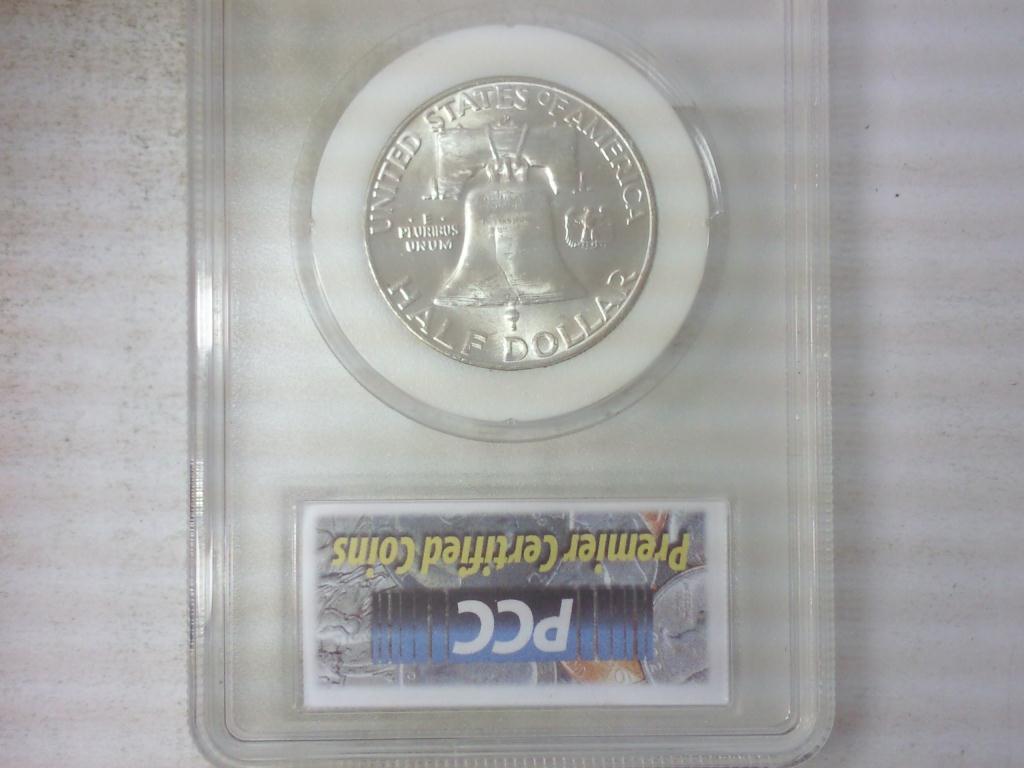 UNITED STATES OF AMERICA
E
PLURIBUS
UNUM
HALF DOLLAR
PCC
Premier Certified Coins